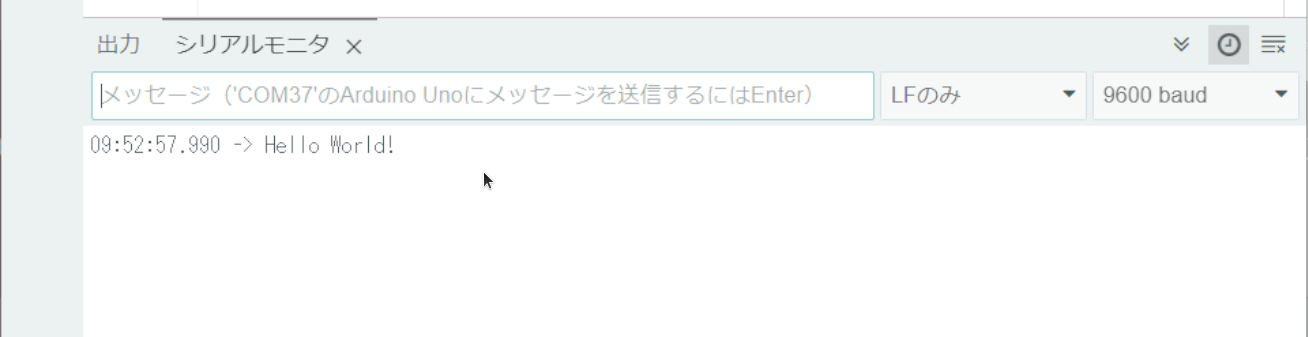 出力 シリアルモニタ ×
メッセージ（'COM37'のArduino Unoにメッセージを送信するにはEnter） LFのみ 9600 baud
09:52:57.990 -> Hello World!